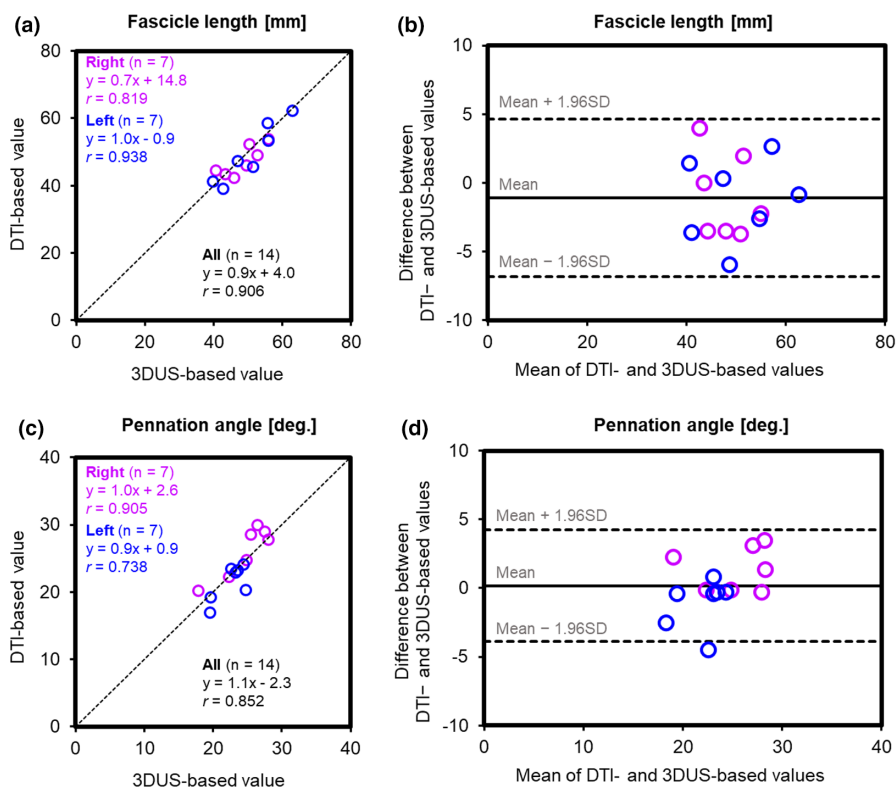 (a)
Fascicle length [mm]
80
60
40
20
0
DTI-based value
Right (n = 7)
y = 0.7x + 14.8
r = 0.819
Left (n = 7)
y = 1.0x - 0.9
r = 0.938
All (n = 14)
y = 0.9x + 4.0
r = 0.906
0 20 40 60 80
3DUS-based value
(b)
Fascicle length [mm]
10
5
0
-5
-10
Difference between
DTI− and 3DUS-based values
Mean + 1.96SD
Mean
Mean − 1.96SD
0 20 40 60 80
Mean of DTI- and 3DUS-based values
(c)
Pennation angle [deg.]
40
30
20
10
0
DTI-based value
Right (n = 7)
y = 1.0x + 2.6
r = 0.905
Left (n = 7)
y = 0.9x + 0.9
r = 0.738
All (n = 14)
y = 1.1x - 2.3
r = 0.852
0 10 20 30 40
3DUS-based value
(d)
Pennation angle [deg.]
10
5
0
-5
-10
Difference between
DTI− and 3DUS-based values
Mean + 1.96SD
Mean
Mean − 1.96SD
0 10 20 30 40
Mean of DTI- and 3DUS-based values